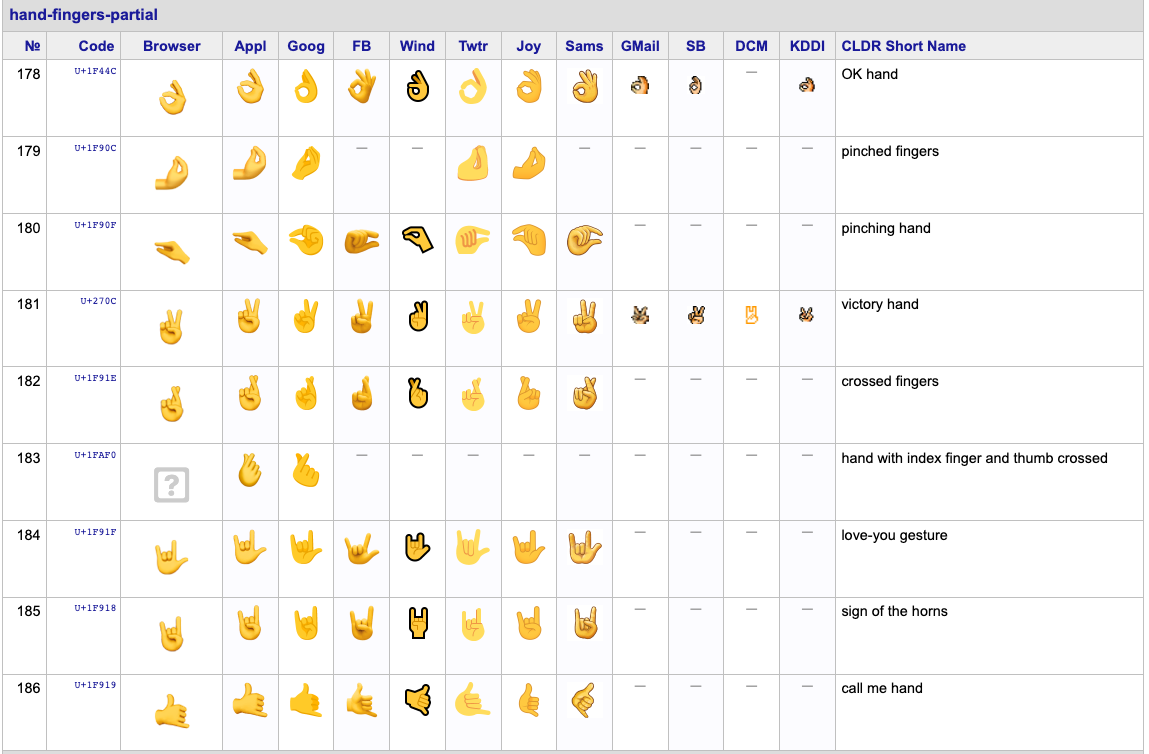 hand-fingers-partial
№ Code Browser Appl Goog FB Wind Twtr Joy Sams GMail SB DCM KDDI CLDR Short Name
178 U+1F44C — OK hand
179 U+1F90C — — — — — — — pinched fingers
180 U+1F90F — — — — pinching hand
181 U+270C victory hand
182 U+1F91E — — — — crossed fingers
183 U+1FAF0 ? — — — — — — — — — hand with index finger and thumb crossed
184 U+1F91F — — — — love-you gesture
185 U+1F918 — — — — sign of the horns
186 U+1F919 — — — — call me hand